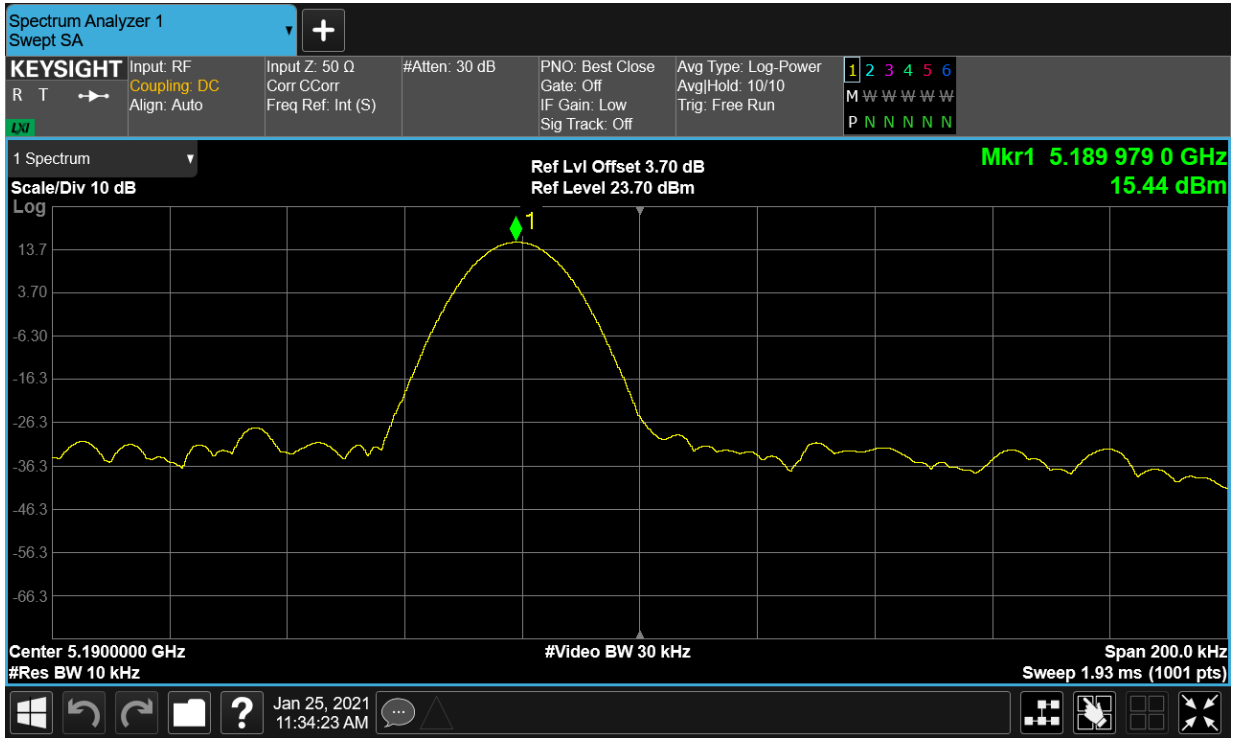 Spectrum Analyzer 1
Swept SA
+
KEYSIGHT
R T
LXI
Input: RF
Coupling: DC
Align: Auto
Input Z: 50 Ω
Corr CCorr
Freq Ref: Int (S)
#Atten: 30 dB
PNO: Best Close
Gate: Off
IF Gain: Low
Sig Track: Off
Avg Type: Log-Power
Avg|Hold: 10/10
Trig: Free Run
1 2 3 4 5 6
M W W W W W
P N N N N N
1 Spectrum
Scale/Div 10 dB
Log
Ref Lvl Offset 3.70 dB
Ref Level 23.70 dBm
Mkr1 5.189 979 0 GHz
15.44 dBm
1
13.7
3.70
-6.30
-16.3
-26.3
-36.3
-46.3
-56.3
-66.3
Center 5.1900000 GHz
#Res BW 10 kHz
#Video BW 30 kHz
Span 200.0 kHz
Sweep 1.93 ms (1001 pts)
?
Jan 25, 2021
11:34:23 AM